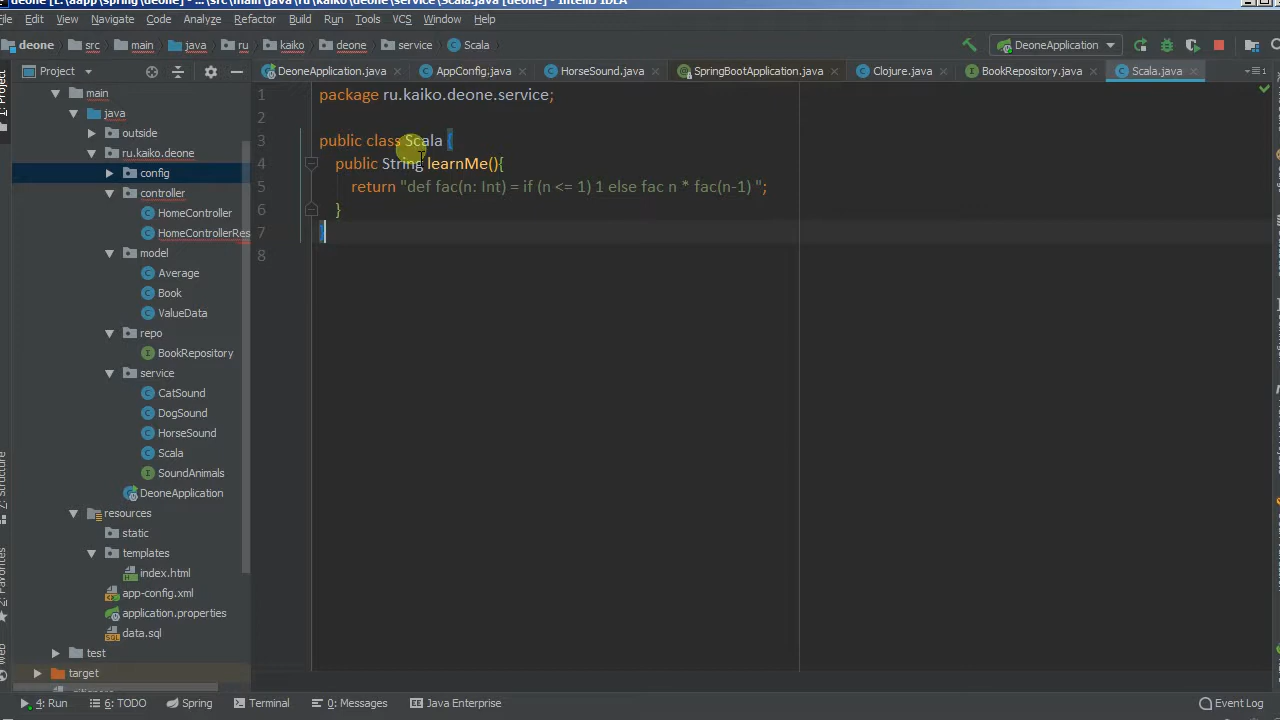 deone [E:\aapp\spring\deone] - ...\src\main\java\ru\kaiko\deone\service\Scala.java [deone] - IntelliJ IDEA
Edit View Navigate Code Analyze Refactor Build Run Tools VCS Window Help
deone src main java ru kaiko deone service Scala DeoneApplication
Project DeoneApplication.java AppConfig.java HorseSound.java SpringBootApplication.java Clojure.java BookRepository.java Scala.java
1: Project
main
java
outside
ru.kaiko.deone
config
controller
HomeController
HomeControllerRes
model
Average
Book
ValueData
repo
BookRepository
service
CatSound
DogSound
HorseSound
Scala
SoundAnimals
DeoneApplication
resources
static
templates
index.html
app-config.xml
application.properties
data.sql
test
target
1 package ru.kaiko.deone.service;
2
3 public class Scala {
4 public String learnMe(){
5 return "def fac(n: Int) = if (n <= 1) 1 else fac n * fac(n-1) ";
6 }
7 }
8
Z: Structure
2: Favorites
4: Run 6: TODO Spring Terminal 0: Messages Java Enterprise Event Log